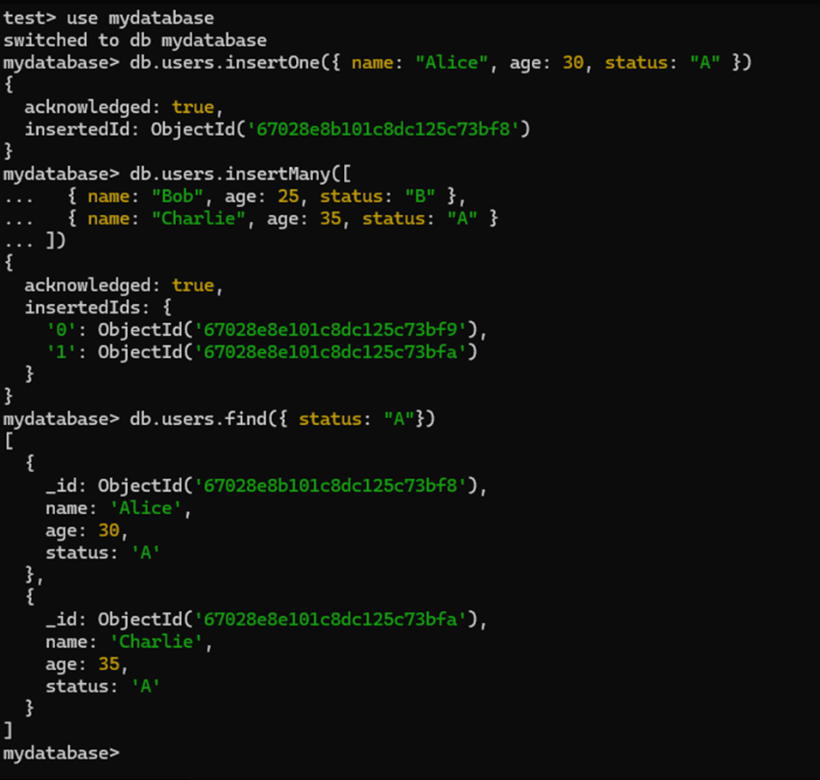 test> use mydatabase
switched to db mydatabase
mydatabase> db.users.insertOne({ name: "Alice", age: 30, status: "A" })
{
  acknowledged: true,
  insertedId: ObjectId('67028e8b101c8dc125c73bf8')
}
mydatabase> db.users.insertMany([
...   { name: "Bob", age: 25, status: "B" },
...   { name: "Charlie", age: 35, status: "A" }
... ])
{
  acknowledged: true,
  insertedIds: {
    '0': ObjectId('67028e8e101c8dc125c73bf9'),
    '1': ObjectId('67028e8e101c8dc125c73bfa')
  }
}
mydatabase> db.users.find({ status: "A"})
[
  {
    _id: ObjectId('67028e8b101c8dc125c73bf8'),
    name: 'Alice',
    age: 30,
    status: 'A'
  },
  {
    _id: ObjectId('67028e8e101c8dc125c73bfa'),
    name: 'Charlie',
    age: 35,
    status: 'A'
  }
]
mydatabase>